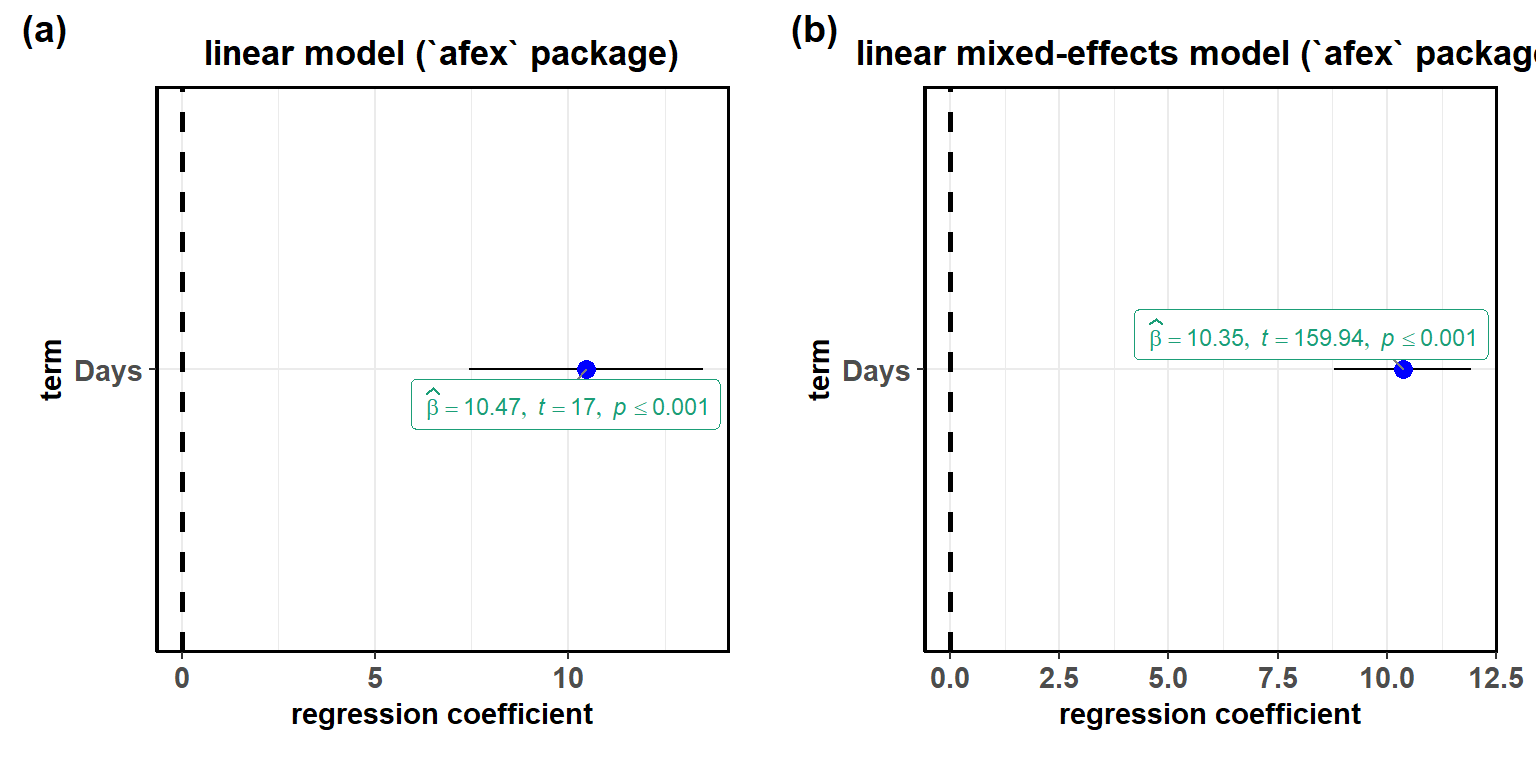 (a)
linear model (`afex` package)
term
Days
β̂ = 10.47, t = 17, p ≤ 0.001
0 5 10
regression coefficient
(b)
linear mixed-effects model (`afex` package
term
Days
β̂ = 10.35, t = 159.94, p ≤ 0.001
0.0 2.5 5.0 7.5 10.0 12.5
regression coefficient